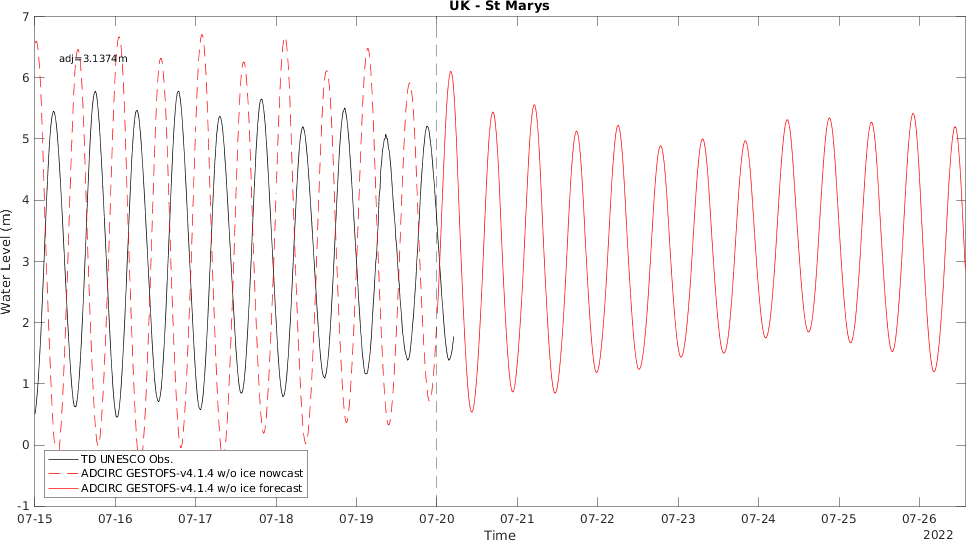 UK - St Marys
7
6
5
4
3
2
1
0
-1
Water Level (m)
adj=3.1374m
TD UNESCO Obs.
ADCIRC GESTOFS-v4.1.4 w/o ice nowcast
ADCIRC GESTOFS-v4.1.4 w/o ice forecast
07-15 07-16 07-17 07-18 07-19 07-20 07-21 07-22 07-23 07-24 07-25 07-26
Time
2022